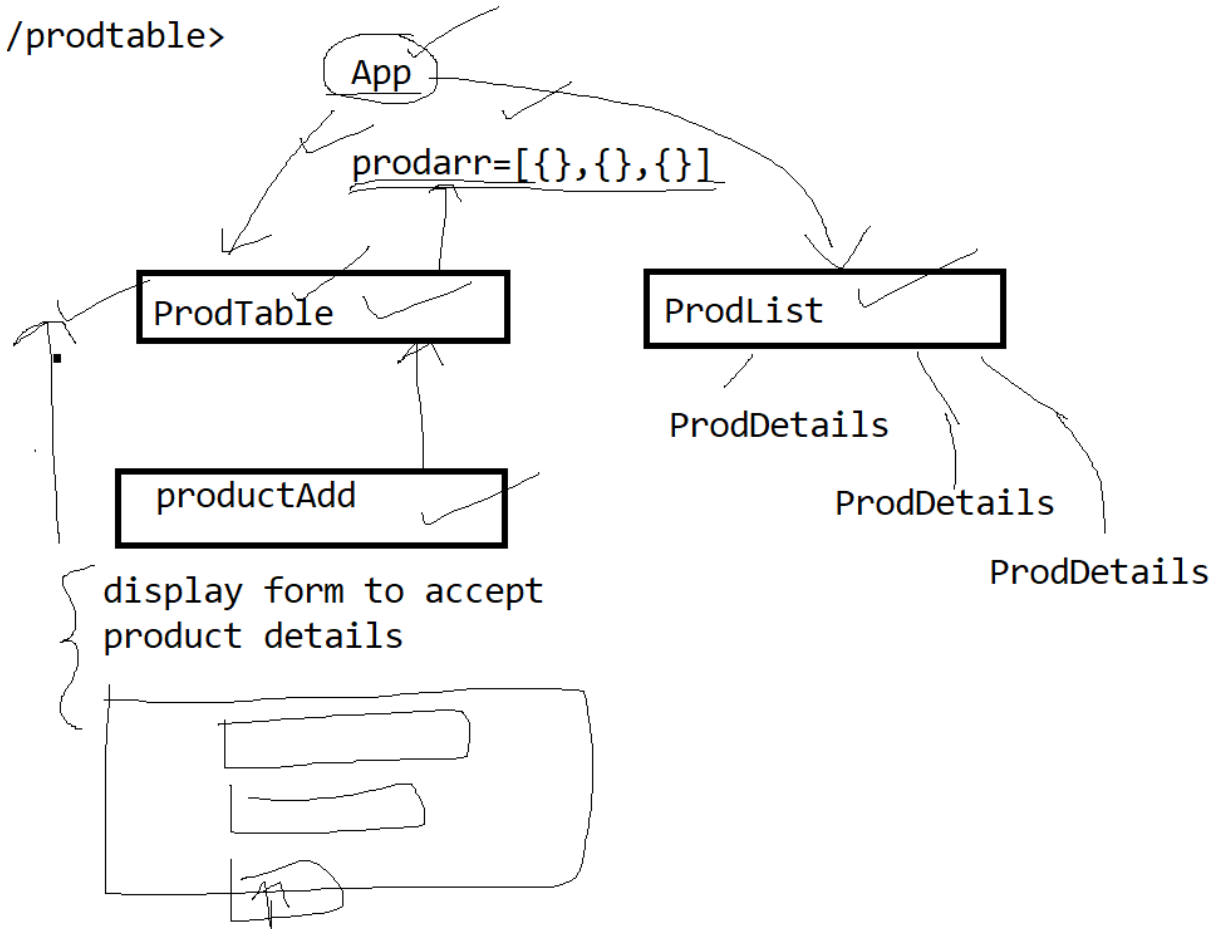 /prodtable>
App
prodarr=[{},{},{}]
ProdTable
ProdList
ProdDetails
productAdd
ProdDetails
ProdDetails
display form to accept
product details